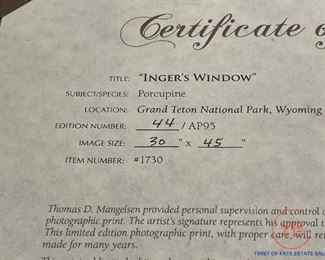 Certificate o
TITLE: "INGER'S WINDOW"
SUBJECT/SPECIES: Porcupine
LOCATION: Grand Teton National Park, Wyoming
EDITION NUMBER: 44 / AP95
IMAGE SIZE: 30 " x 45 "
ITEM NUMBER: #1730
Thomas D. Mangelsen provided personal supervision and control o
photographic print. The artist's signature represents his approval t
This limited edition photographic print, with proper care, will re
made for many years.
TWIST OF FATE ESTATE SAL